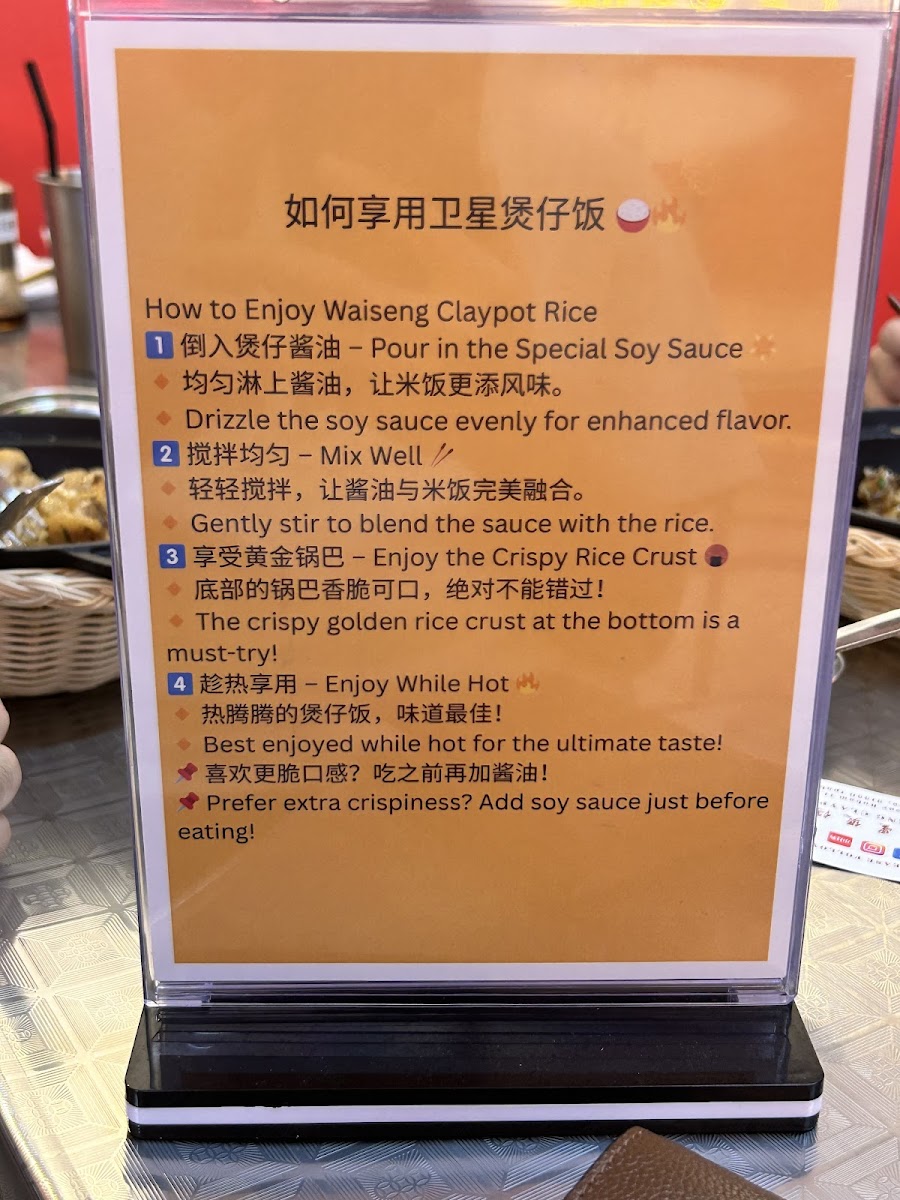 如何享用卫星煲仔饭 🍚🔥
How to Enjoy Waiseng Claypot Rice
1️⃣ 倒入煲仔酱油 – Pour in the Special Soy Sauce 🌟
🔸 均匀淋上酱油，让米饭更添风味。
🔸 Drizzle the soy sauce evenly for enhanced flavor.
2️⃣ 搅拌均匀 – Mix Well 🥢
🔸 轻轻搅拌，让酱油与米饭完美融合。
🔸 Gently stir to blend the sauce with the rice.
3️⃣ 享受黄金锅巴 – Enjoy the Crispy Rice Crust 🍘
🔸 底部的锅巴香脆可口，绝对不能错过！
🔸 The crispy golden rice crust at the bottom is a
must-try!
4️⃣ 趁热享用 – Enjoy While Hot 🔥
🔸 热腾腾的煲仔饭，味道最佳！
🔸 Best enjoyed while hot for the ultimate taste!
📌 喜欢更脆口感？吃之前再加酱油！
📌 Prefer extra crispiness? Add soy sauce just before
eating!